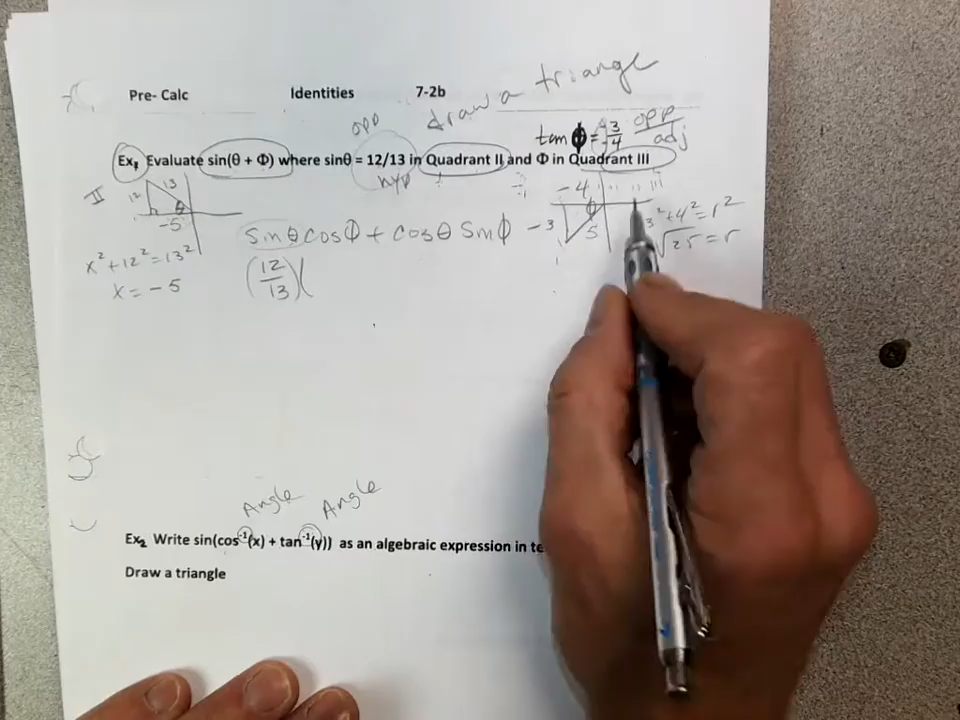 Pre- Calc Identities 7-2b
draw a triangle
opp
tan Φ = 3/4 opp/adj
Ex1 Evaluate sin(θ + Φ) where sinθ = 12/13 in Quadrant II and Φ in Quadrant III
hyp
II 12 13 θ -5
-4 Φ -3 5
3² + 4² = r²
√25 = r
sinθ cosΦ + cosθ sinΦ
x² + 12² = 13²
x = -5
(12/13)(
Angle Angle
Ex2 Write sin(cos⁻¹(x) + tan⁻¹(y)) as an algebraic expression in te
Draw a triangle